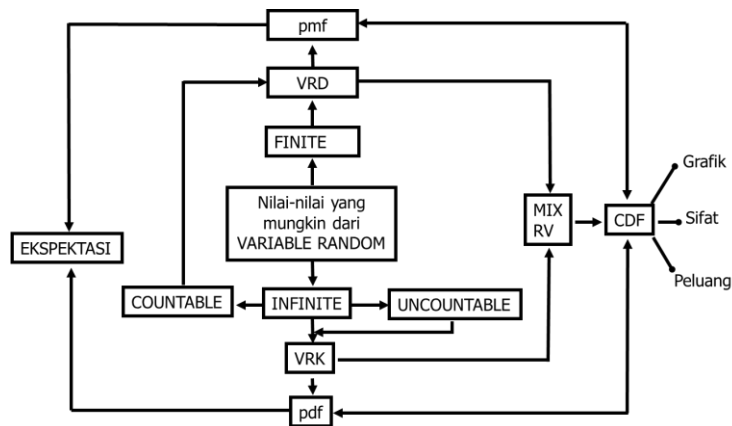 pmf
VRD
FINITE
Grafik
Nilai-nilai yang
mungkin dari
VARIABLE RANDOM
MIX
RV
CDF
Sifat
EKSPEKTASI
Peluang
COUNTABLE
INFINITE
UNCOUNTABLE
VRK
pdf